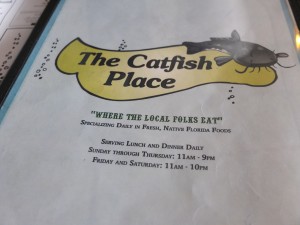 The Catfish
Place
"WHERE THE LOCAL FOLKS EAT"
SPECIALIZING DAILY IN FRESH, NATIVE FLORIDA FOODS
SERVING LUNCH AND DINNER DAILY
SUNDAY THROUGH THURSDAY: 11AM - 9PM
FRIDAY AND SATURDAY: 11AM - 10PM